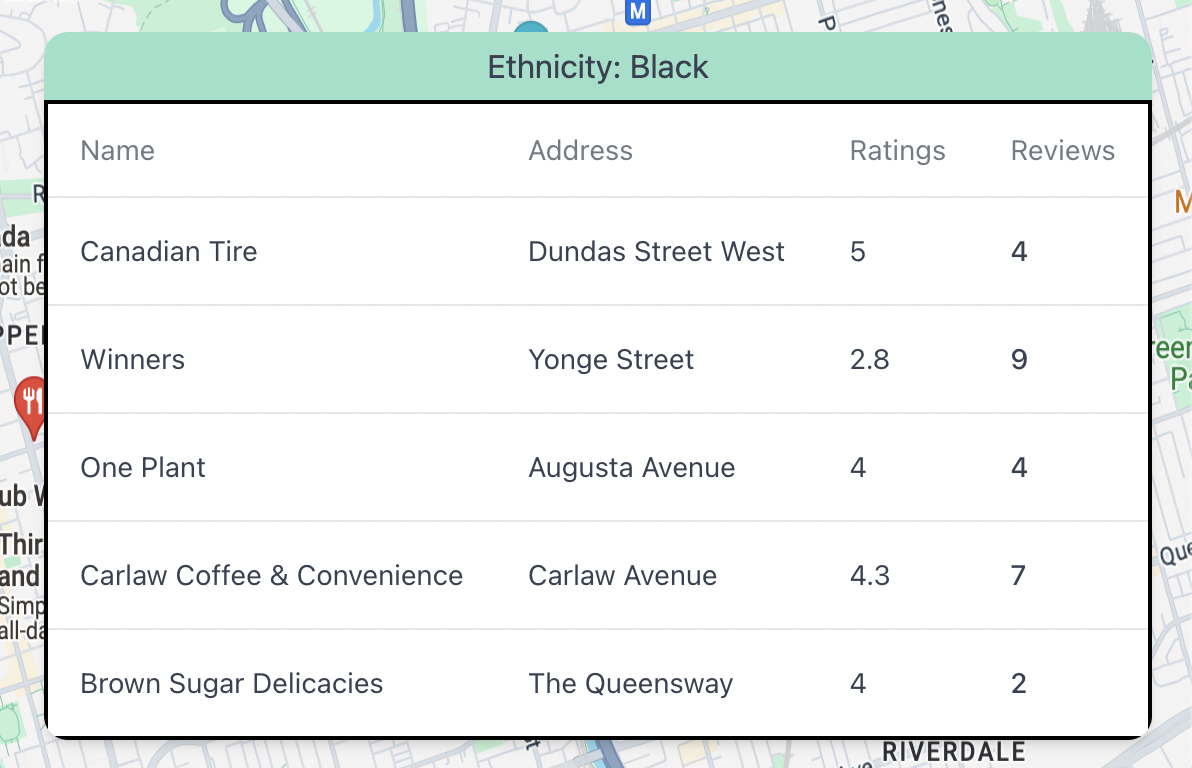 M
Ethnicity: Black
Name Address Ratings Reviews
Canadian Tire Dundas Street West 5 4
Winners Yonge Street 2.8 9
One Plant Augusta Avenue 4 4
Carlaw Coffee & Convenience Carlaw Avenue 4.3 7
Brown Sugar Delicacies The Queensway 4 2
RIVERDALE